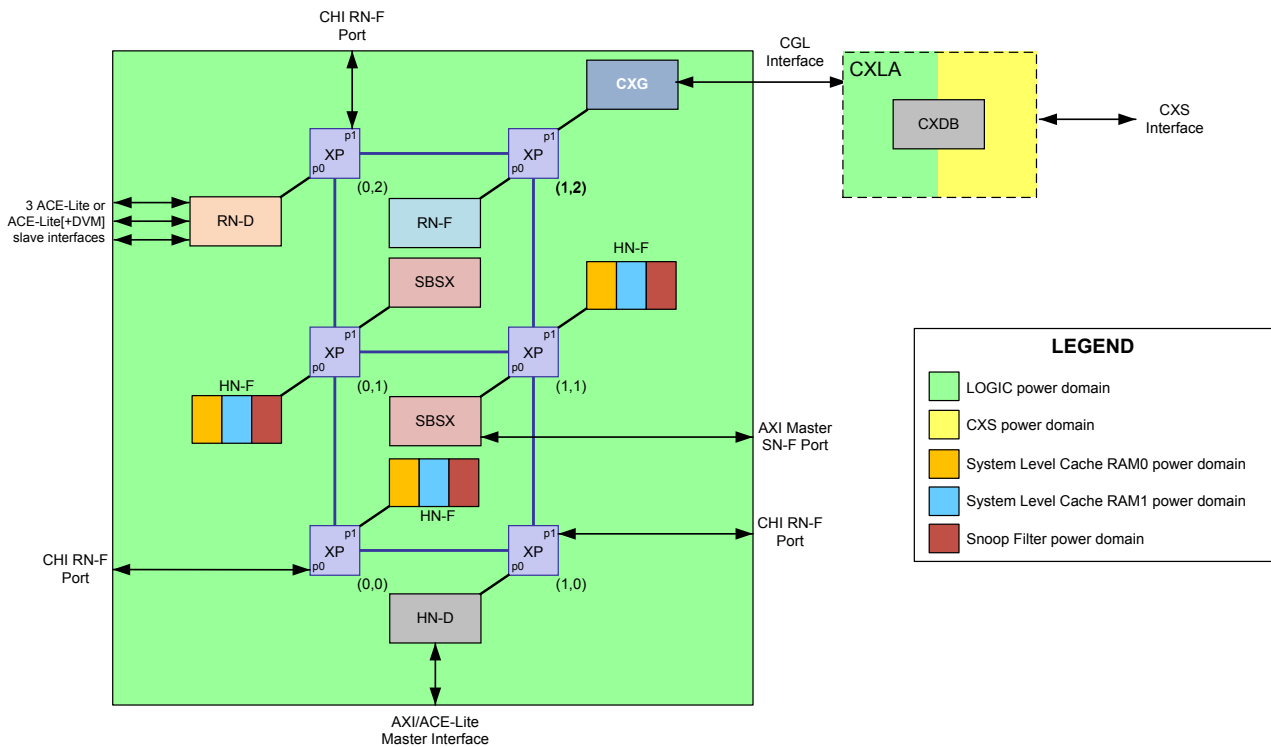 CHI RN-F
Port
CGL
Interface
CXLA
CXG
CXDB
CXS
Interface
p1
XP
p0
(0,2)
p1
XP
p0
(1,2)
3 ACE-Lite or
ACE-Lite[+DVM]
slave interfaces
RN-D
RN-F
HN-F
SBSX
p1
XP
p0
(0,1)
p1
XP
p0
(1,1)
HN-F
SBSX
AXI Master
SN-F Port
HN-F
p1
XP
p0
(0,0)
p1
XP
p0
(1,0)
CHI RN-F
Port
CHI RN-F
Port
HN-D
AXI/ACE-Lite
Master Interface
LEGEND
LOGIC power domain
CXS power domain
System Level Cache RAM0 power domain
System Level Cache RAM1 power domain
Snoop Filter power domain